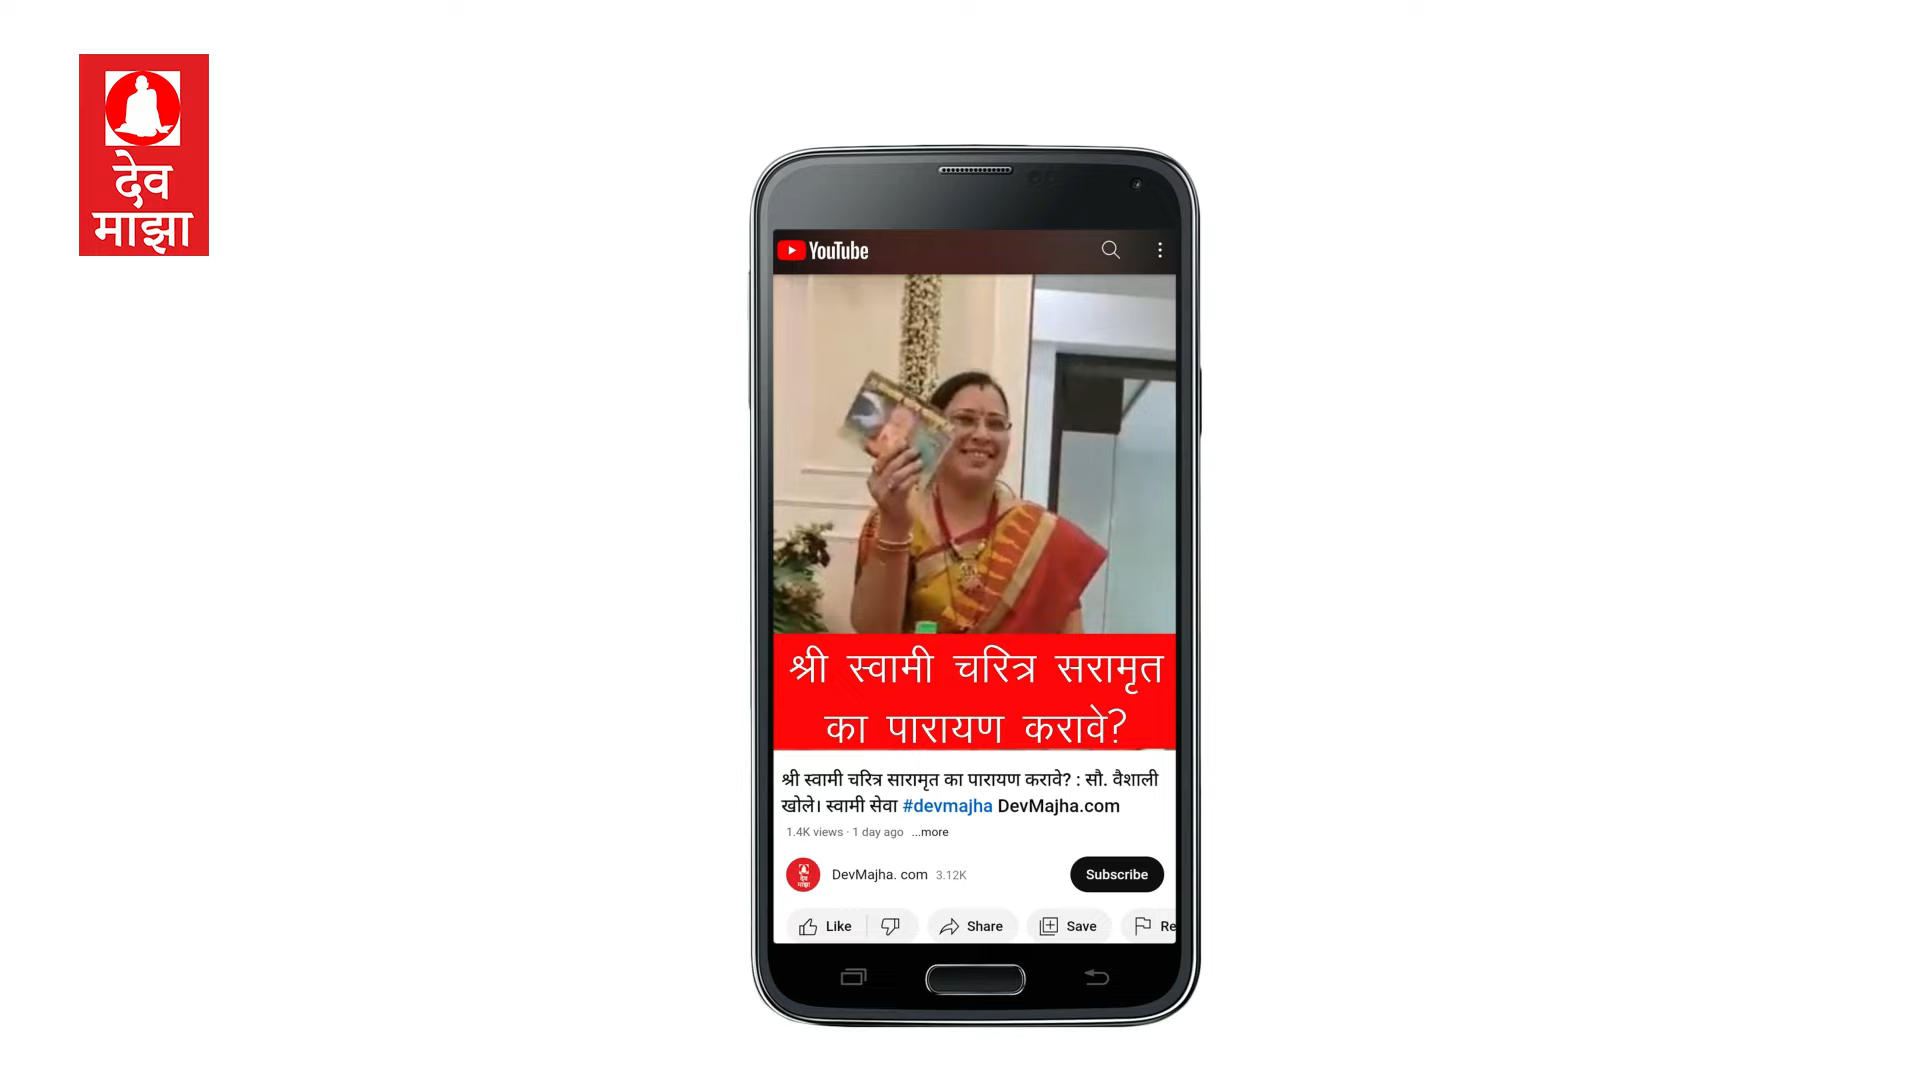 देव
माझा
YouTube
श्री स्वामी चरित्र सरामृत
का पारायण करावे?
श्री स्वामी चरित्र सारामृत का पारायण करावे? : सौ. वैशाली
खोले। स्वामी सेवा #devmajha DevMajha.com
1.4K views · 1 day ago ...more
देव
माझा
DevMajha. com 3.12K Subscribe
Like Share Save Re